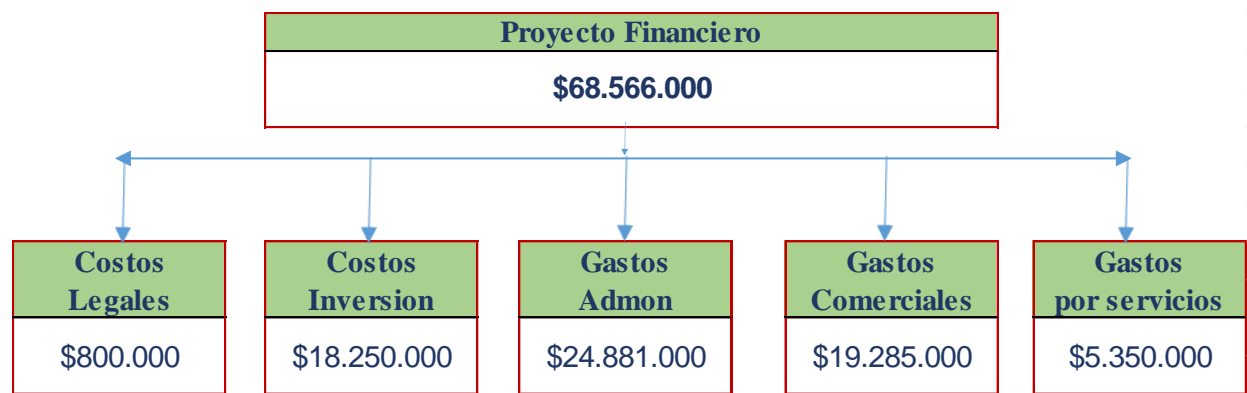 Proyecto Financiero
$68.566.000
Costos
Legales
$800.000
Costos
Inversion
$18.250.000
Gastos
Admon
$24.881.000
Gastos
Comerciales
$19.285.000
Gastos
por servicios
$5.350.000